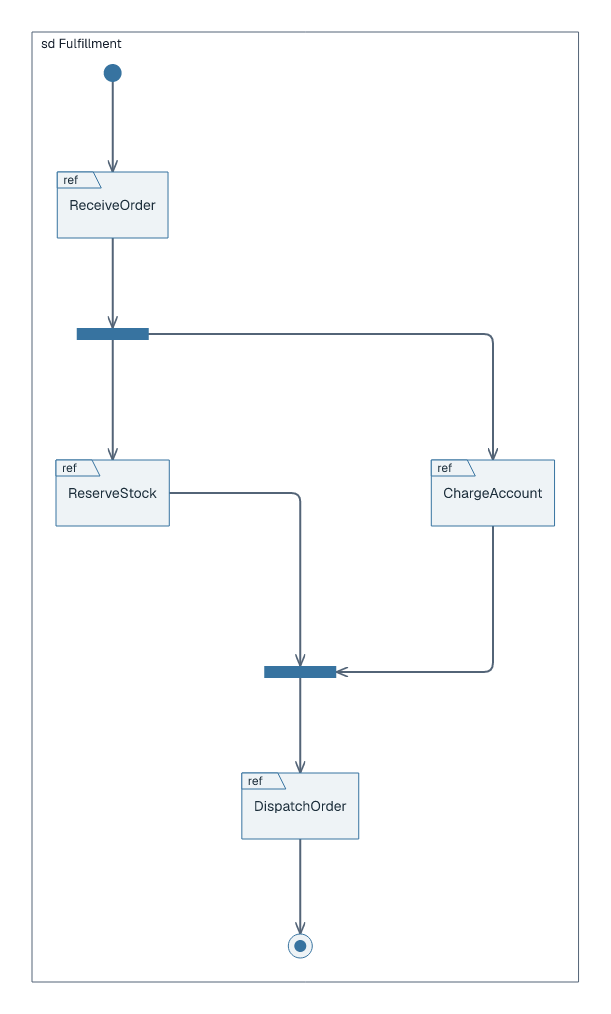 sd Fulfillment
ref
ReceiveOrder
ref
ReserveStock
ref
ChargeAccount
ref
DispatchOrder